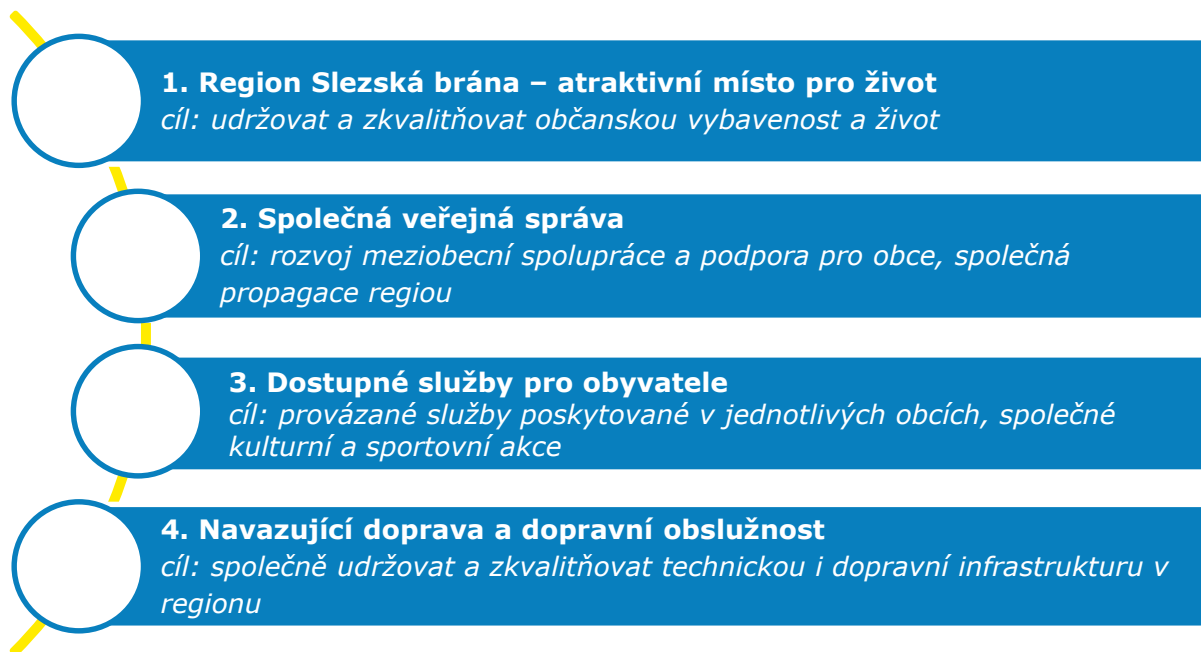 1. Region Slezská brána – atraktivní místo pro život
cíl: udržovat a zkvalitňovat občanskou vybavenost a život
2. Společná veřejná správa
cíl: rozvoj meziobecní spolupráce a podpora pro obce, společná
propagace regiou
3. Dostupné služby pro obyvatele
cíl: provázané služby poskytované v jednotlivých obcích, společné
kulturní a sportovní akce
4. Navazující doprava a dopravní obslužnost
cíl: společně udržovat a zkvalitňovat technickou i dopravní infrastrukturu v
regionu